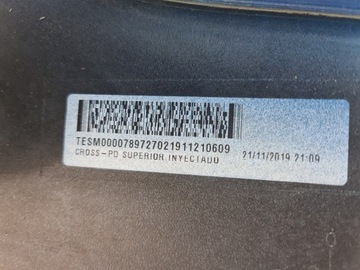 TESM0000789727021911210609
CROSS-PD SUPERIOR INYECTADO 21/11/2019 21:09